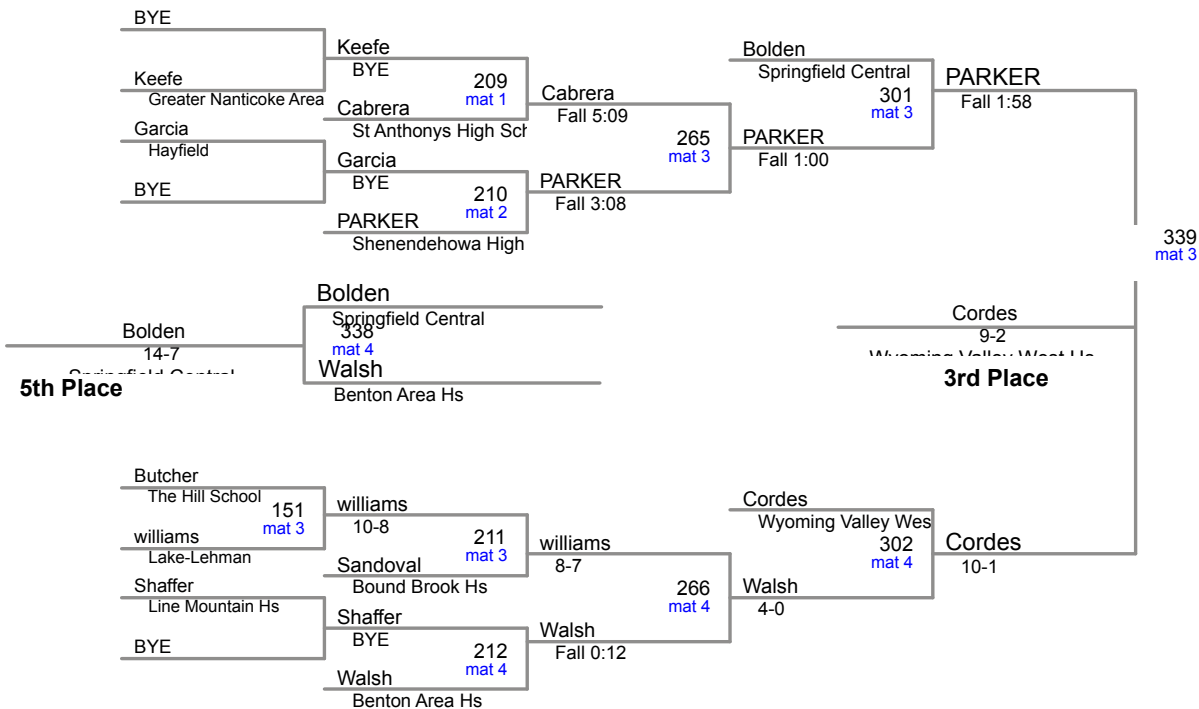 BYE
Keefe
BYE
Keefe
Greater Nanticoke Area
209
mat 1
Cabrera
St Anthonys High Sch
Cabrera
Fall 5:09
Garcia
Hayfield
BYE
Garcia
BYE
210
mat 2
PARKER
Shenendehowa High
PARKER
Fall 3:08
265
mat 3
Bolden
Springfield Central
301
mat 3
PARKER
Fall 1:00
PARKER
Fall 1:58
339
mat 3
Bolden
Springfield Central
338
mat 4
Walsh
Benton Area Hs
Bolden
14-7
Springfield Central
5th Place
Cordes
9-2
Wyoming Valley West Hs
3rd Place
Butcher
The Hill School
151
mat 3
williams
Lake-Lehman
williams
10-8
211
mat 3
Sandoval
Bound Brook Hs
williams
8-7
Shaffer
Line Mountain Hs
BYE
Shaffer
BYE
212
mat 4
Walsh
Benton Area Hs
Walsh
Fall 0:12
266
mat 4
Cordes
Wyoming Valley Wes
302
mat 4
Walsh
4-0
Cordes
10-1